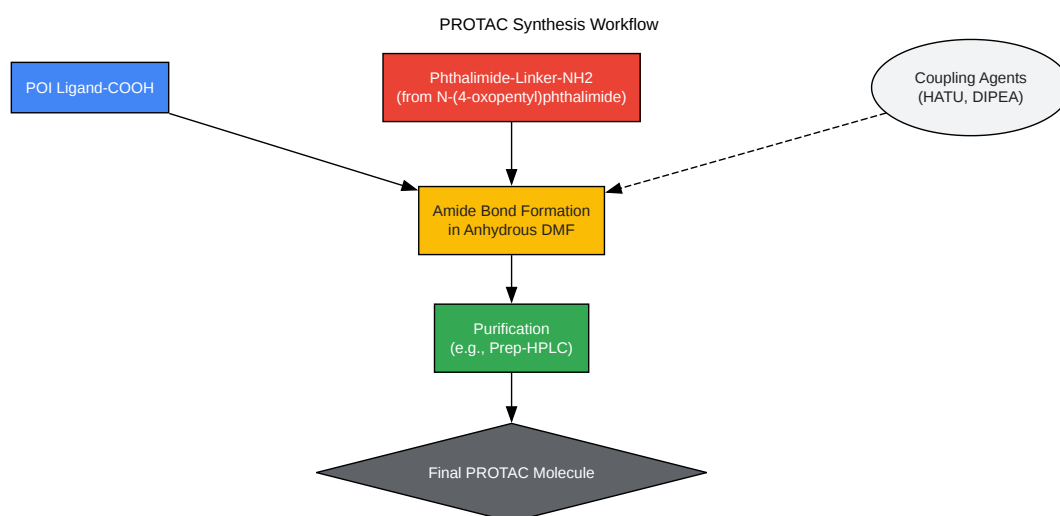 PROTAC Synthesis Workflow
POI Ligand-COOH
Phthalimide-Linker-NH2
(from N-(4-oxopentyl)phthalimide)
Coupling Agents
(HATU, DIPEA)
Amide Bond Formation
in Anhydrous DMF
Purification
(e.g., Prep-HPLC)
Final PROTAC Molecule